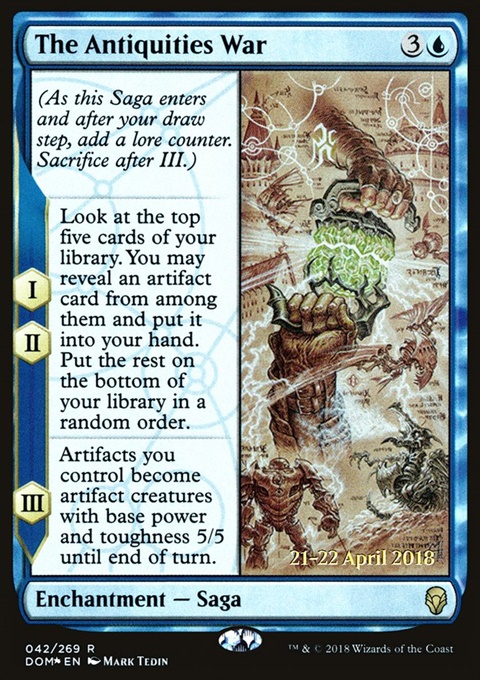 The Antiquities War 3
(As this Saga enters
and after your draw
step, add a lore counter.
Sacrifice after III.)
I
II
Look at the top
five cards of your
library. You may
reveal an artifact
card from among
them and put it
into your hand.
Put the rest on
the bottom of
your library in a
random order.
III
Artifacts you
control become
artifact creatures
with base power
and toughness 5/5
until end of turn.
21–22 April 2018
Enchantment — Saga
042/269 R
DOM★EN Mark Tedin
™ & © 2018 Wizards of the Coast